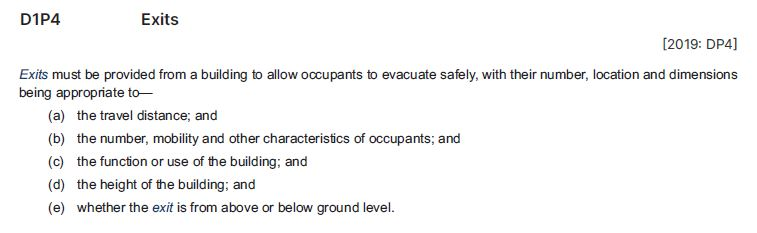 D1P4 Exits
[2019: DP4]
Exits must be provided from a building to allow occupants to evacuate safely, with their number, location and dimensions
being appropriate to—
(a) the travel distance; and
(b) the number, mobility and other characteristics of occupants; and
(c) the function or use of the building; and
(d) the height of the building; and
(e) whether the exit is from above or below ground level.